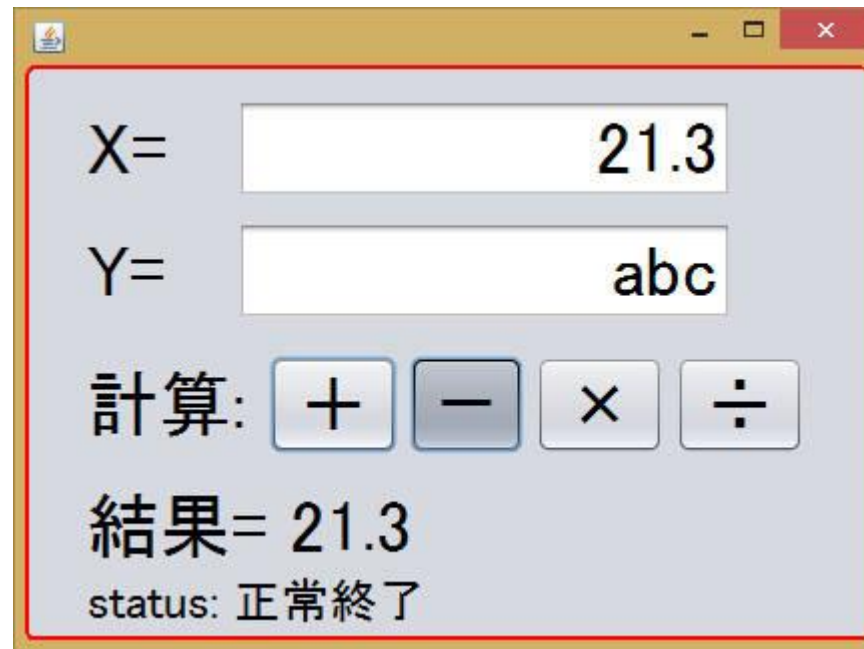 X= 21.3
Y= abc
計算: ＋ － × ÷
結果= 21.3
status: 正常終了